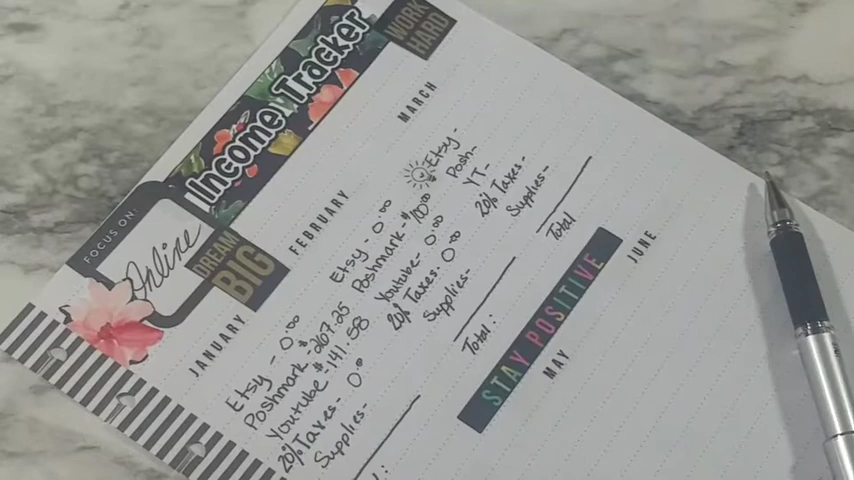 FOCUS ON:
Online
Income Tracker
WORK
HARD
DREAM
BIG
JANUARY
Etsy - 0.00
Poshmark - $267.25
Youtube - $141.58
20% Taxes - 0.00
Supplies-
FEBRUARY
Etsy - 0.00
Poshmark - $100.00
Youtube - 0.00
20% Taxes - 0.00
Supplies-
Total:
MARCH
Etsy -
Posh-
YT-
20% Taxes-
Supplies-
Total
STAY POSITIVE
MAY
JUNE